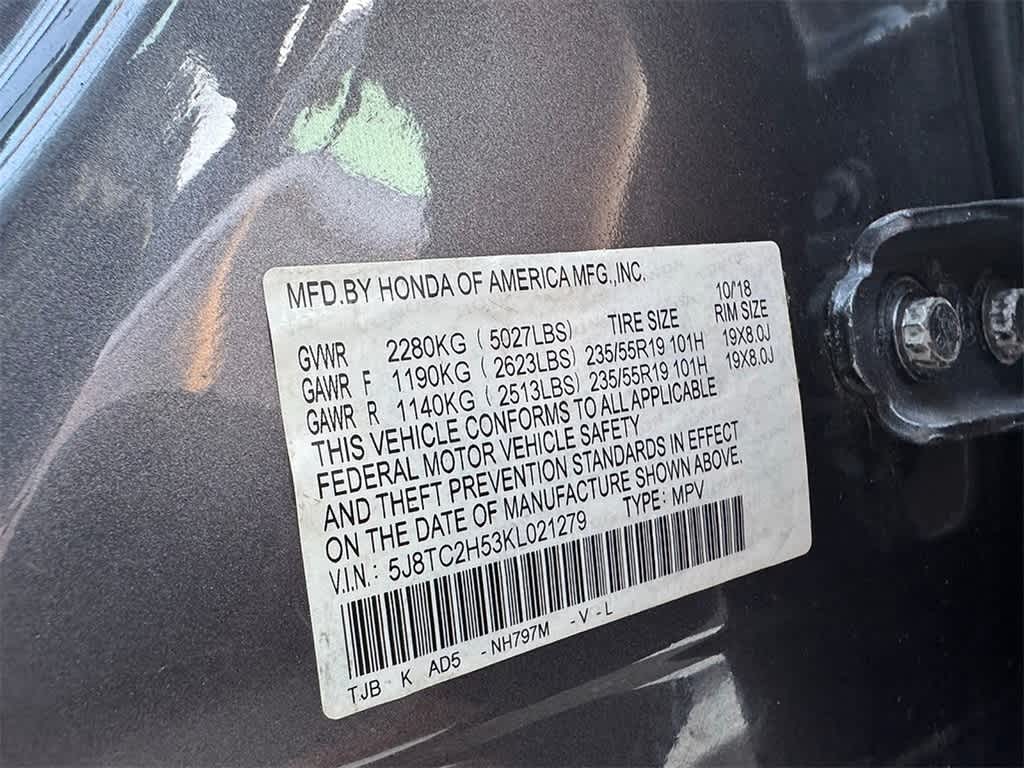 MFD.BY HONDA OF AMERICA MFG.,INC. 10/18
TIRE SIZE RIM SIZE
GVWR 2280KG (5027LBS)
GAWR F 1190KG (2623LBS) 235/55R19 101H 19X8.0J
GAWR R 1140KG (2513LBS) 235/55R19 101H 19X8.0J
THIS VEHICLE CONFORMS TO ALL APPLICABLE
FEDERAL MOTOR VEHICLE SAFETY
AND THEFT PREVENTION STANDARDS IN EFFECT
ON THE DATE OF MANUFACTURE SHOWN ABOVE.
V.I.N.: 5J8TC2H53KL021279 TYPE: MPV
TJB K AD5 -NH797M -V -L